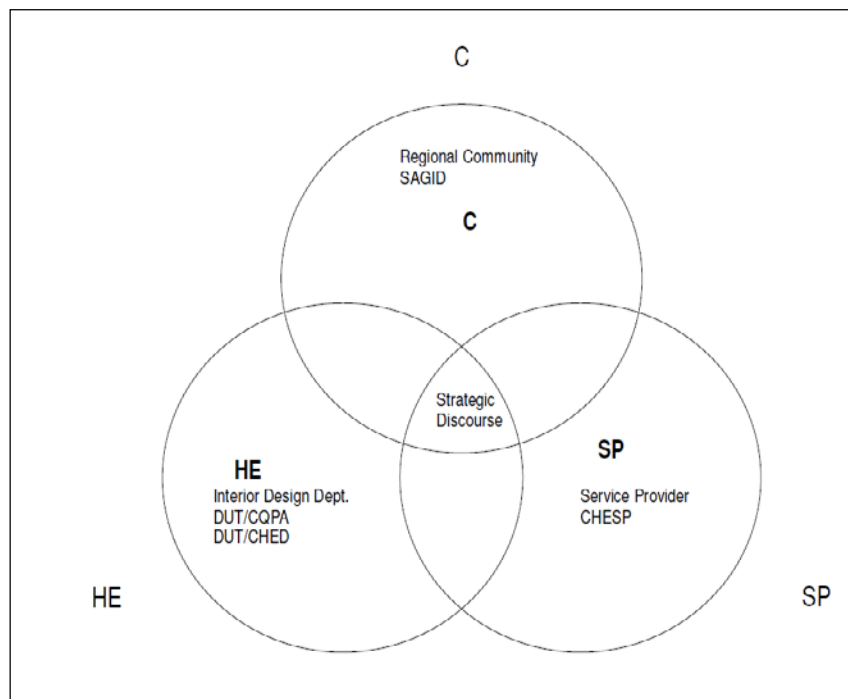 C
Regional Community
SAGID
C
Strategic
Discourse
HE
Interior Design Dept.
DUT/CQPA
DUT/CHED
SP
Service Provider
CHESP
HE
SP